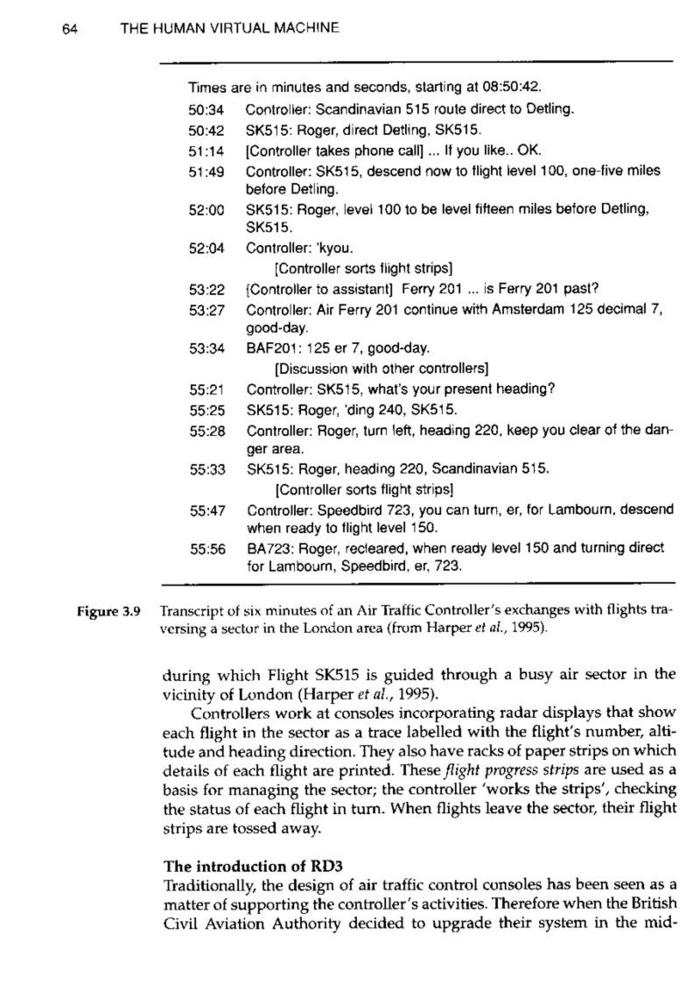 64 THE HUMAN VIRTUAL MACHINE
Times are in minutes and seconds, starting at 08:50:42.
50:34 Controller: Scandinavian 515 route direct to Detling.
50:42 SK515: Roger, direct Detling, SK515.
51:14 [Controller takes phone call] ... If you like.. OK.
51:49 Controller: SK515, descend now to flight level 100, one-five miles
before Detling.
52:00 SK515: Roger, level 100 to be level fifteen miles before Detling,
SK515.
52:04 Controller: 'kyou.
[Controller sorts flight strips]
53:22 [Controller to assistant] Ferry 201 ... is Ferry 201 past?
53:27 Controller: Air Ferry 201 continue with Amsterdam 125 decimal 7,
good-day.
53:34 BAF201: 125 er 7, good-day.
[Discussion with other controllers]
55:21 Controller: SK515, what's your present heading?
55:25 SK515: Roger, 'ding 240, SK515.
55:28 Controller: Roger, turn left, heading 220, keep you clear of the dan-
ger area.
55:33 SK515: Roger, heading 220, Scandinavian 515.
[Controller sorts flight strips]
55:47 Controller: Speedbird 723, you can turn, er, for Lambourn, descend
when ready to flight level 150.
55:56 BA723: Roger, recleared, when ready level 150 and turning direct
for Lambourn, Speedbird, er, 723.
Figure 3.9 Transcript of six minutes of an Air Traffic Controller's exchanges with flights tra-
versing a sector in the London area (from Harper et al., 1995).
during which Flight SK515 is guided through a busy air sector in the
vicinity of London (Harper et al., 1995).
Controllers work at consoles incorporating radar displays that show
each flight in the sector as a trace labelled with the flight's number, alti-
tude and heading direction. They also have racks of paper strips on which
details of each flight are printed. These flight progress strips are used as a
basis for managing the sector; the controller 'works the strips', checking
the status of each flight in turn. When flights leave the sector, their flight
strips are tossed away.
The introduction of RD3
Traditionally, the design of air traffic control consoles has been seen as a
matter of supporting the controller's activities. Therefore when the British
Civil Aviation Authority decided to upgrade their system in the mid-